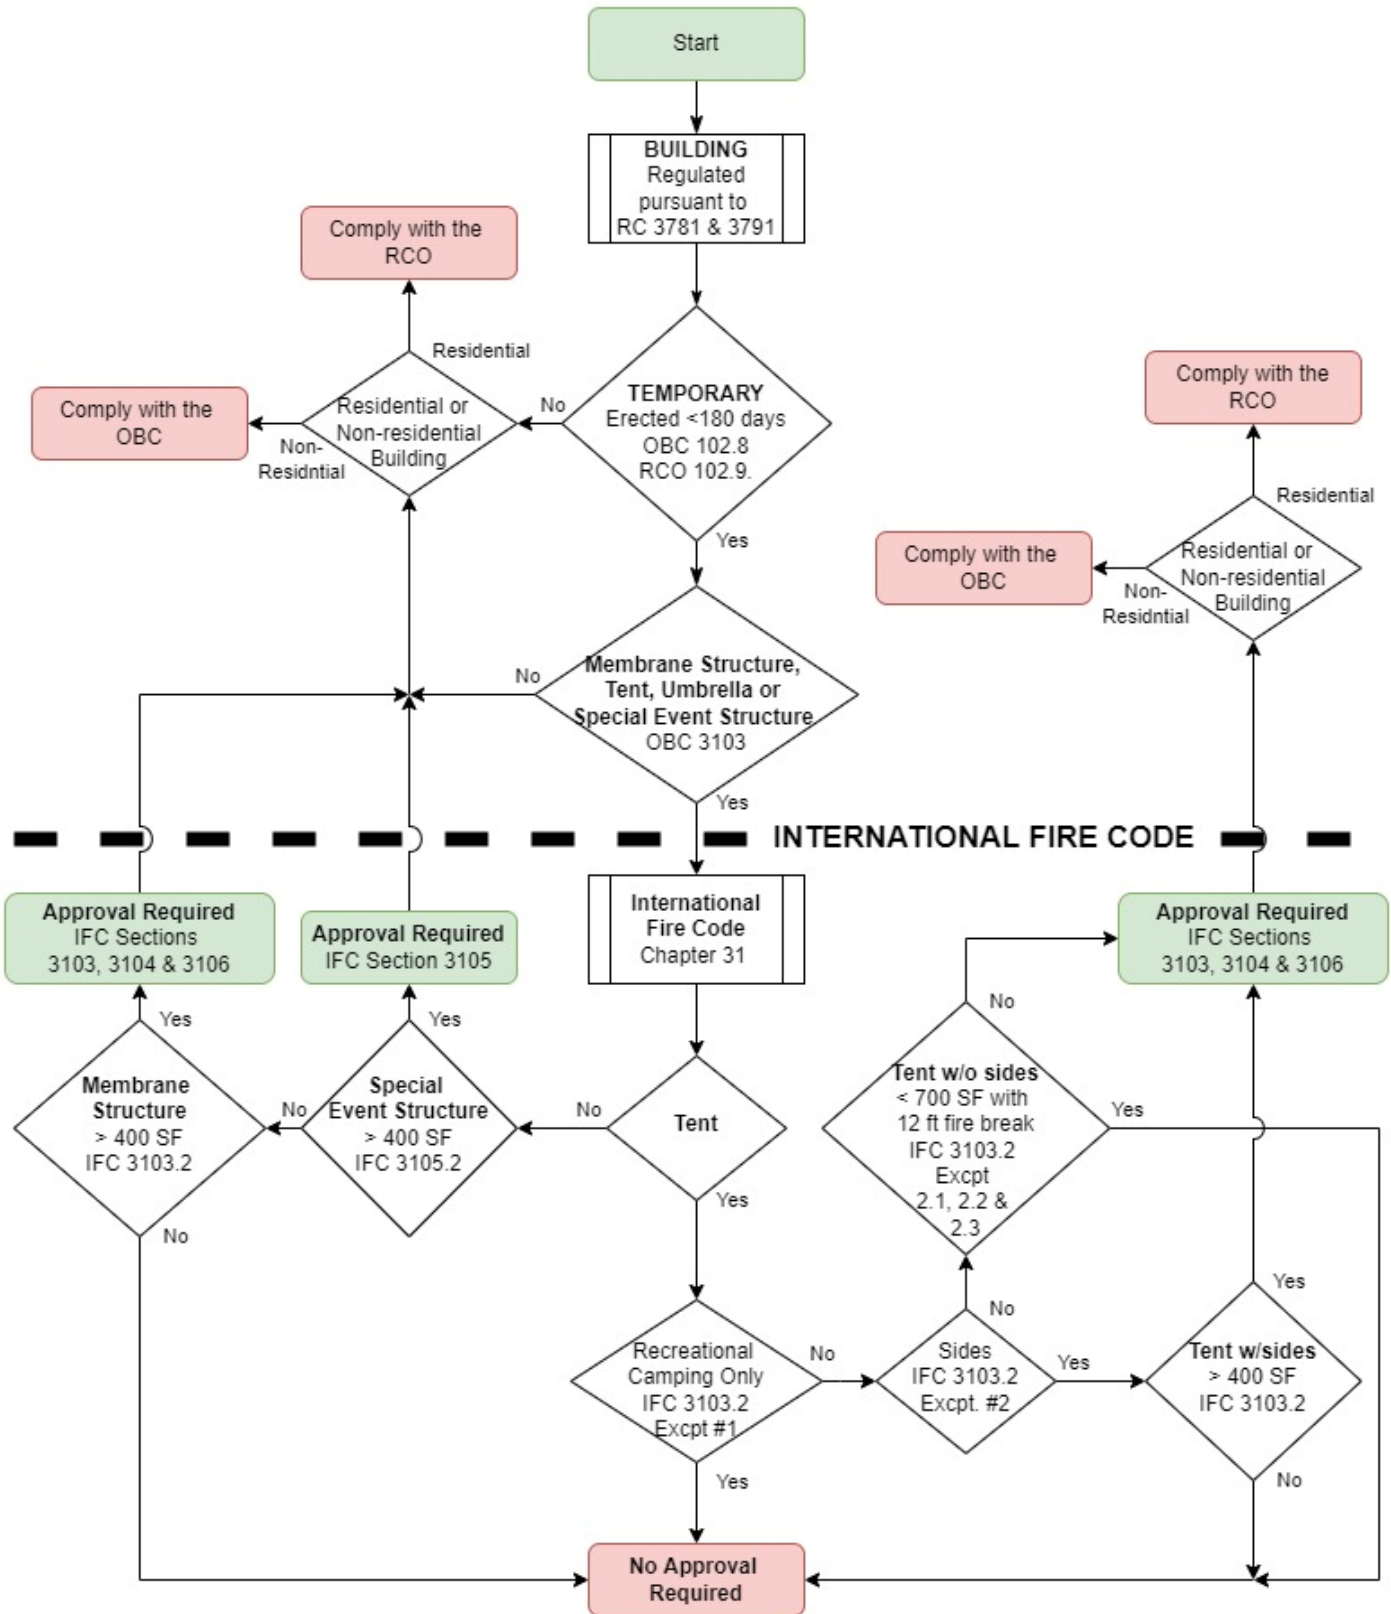 Start
BUILDING
Regulated
pursuant to
RC 3781 & 3791
Comply with the
RCO
Residential
Comply with the
OBC
Non-
Residntial
Residential or
Non-residential
Building
No
TEMPORARY
Erected <180 days
OBC 102.8
RCO 102.9.
Yes
Comply with the
RCO
Residential
Comply with the
OBC
Non-
Residntial
Residential or
Non-residential
Building
No
Membrane Structure,
Tent, Umbrella or
Special Event Structure
OBC 3103
Yes
INTERNATIONAL FIRE CODE
Approval Required
IFC Sections
3103, 3104 & 3106
Approval Required
IFC Section 3105
International
Fire Code
Chapter 31
Approval Required
IFC Sections
3103, 3104 & 3106
Yes
Membrane
Structure
> 400 SF
IFC 3103.2
No
No
Yes
Special
Event Structure
> 400 SF
IFC 3105.2
No
Tent
Yes
No
Tent w/o sides
< 700 SF with
12 ft fire break
IFC 3103.2
Excpt
2.1, 2.2 &
2.3
Yes
Recreational
Camping Only
IFC 3103.2
Excpt #1
No
Yes
No
Sides
IFC 3103.2
Excpt. #2
Yes
Yes
Tent w/sides
> 400 SF
IFC 3103.2
No
No Approval
Required